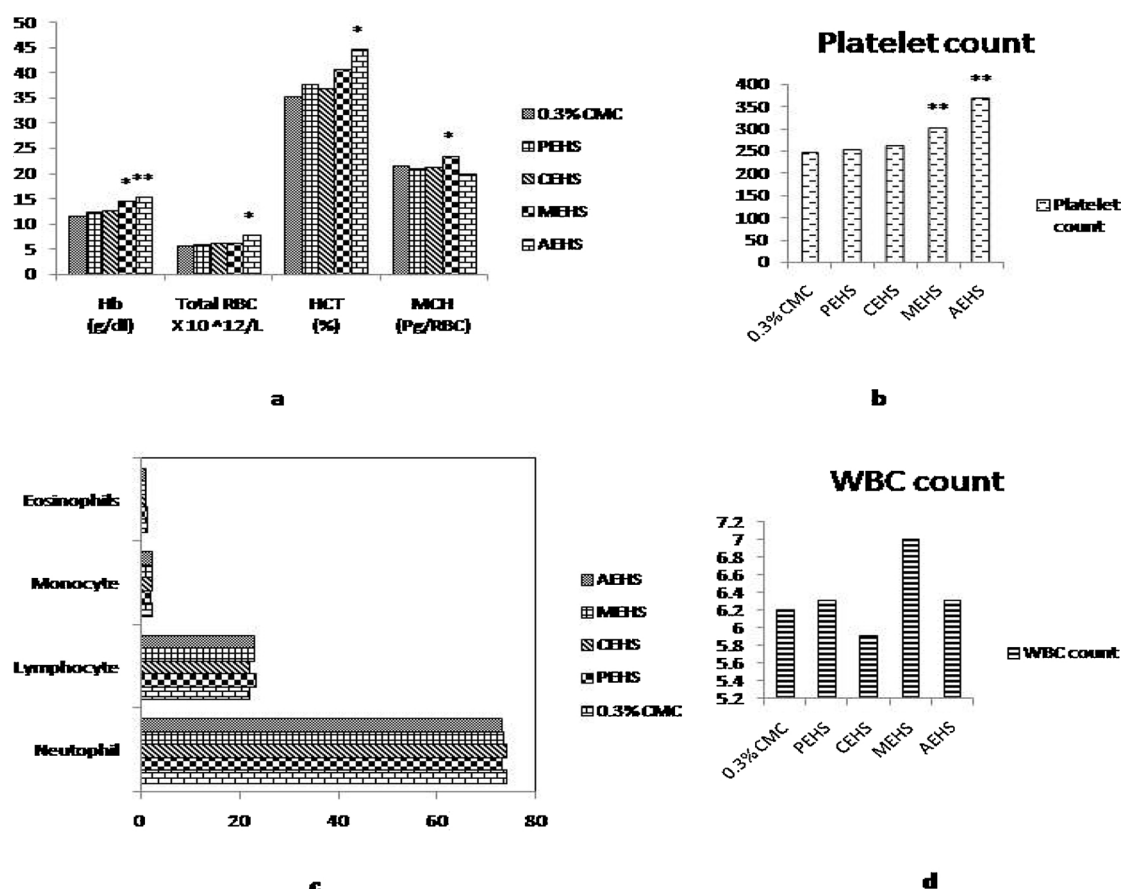 50
45
40
35
30
25
20
15
10
5
0
*
**
*
*
*
Hb
(g/dl)
Total RBC
X 10 ^12/L
HCT
(%)
MCH
(Pg/RBC)
0.3% CMC
PEHS
CEHS
MEHS
AEHS
a
Platelet count
400
350
300
250
200
150
100
50
0
**
**
0.3% CMC
PEHS
CEHS
MEHS
AEHS
Platelet
count
b
Eosinophils
Monocyte
Lymphocyte
Neutophil
0
20
40
60
80
AEHS
MEHS
CEHS
PEHS
0.3% CMC
c
WBC count
7.2
7
6.8
6.6
6.4
6.2
6
5.8
5.6
5.4
5.2
0.3% CMC
PEHS
CEHS
MEHS
AEHS
WBC count
d